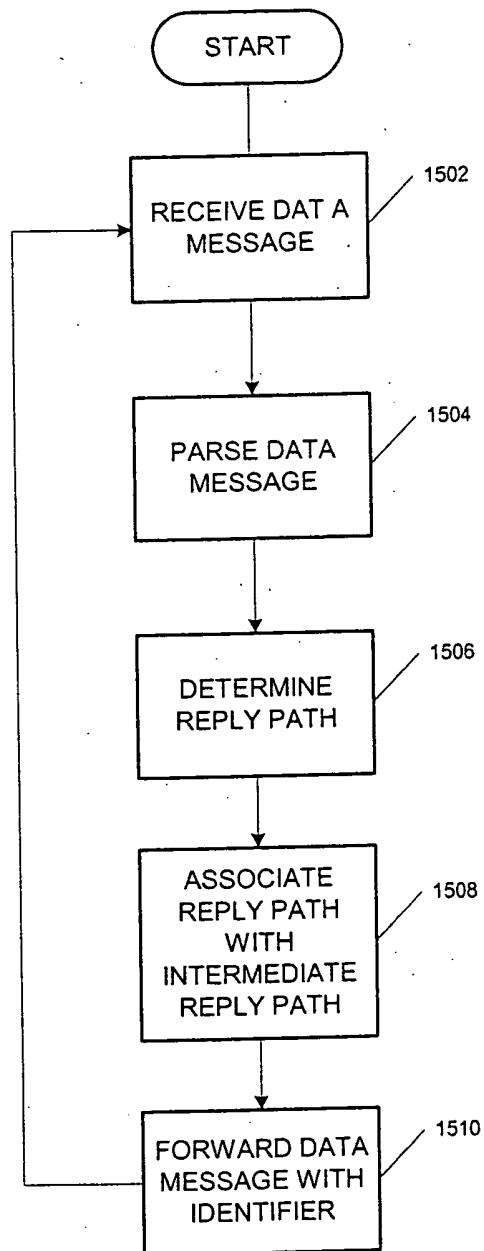 START
1502
RECEIVE DAT A
MESSAGE
1504
PARSE DATA
MESSAGE
1506
DETERMINE
REPLY PATH
1508
ASSOCIATE
REPLY PATH
WITH
INTERMEDIATE
REPLY PATH
1510
FORWARD DATA
MESSAGE WITH
IDENTIFIER